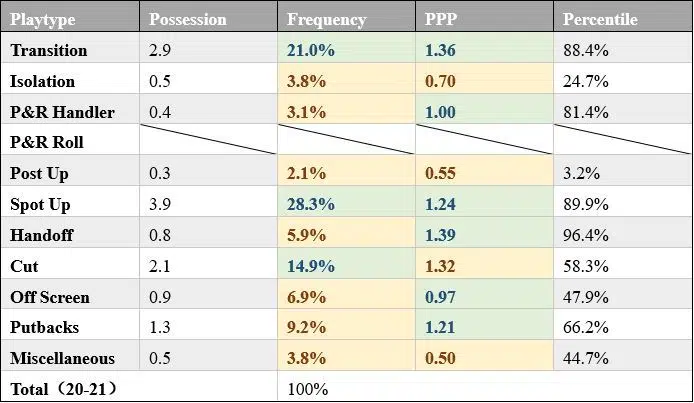 Playtype Possession Frequency PPP Percentile
Transition 2.9 21.0% 1.36 88.4%
Isolation 0.5 3.8% 0.70 24.7%
P&R Handler 0.4 3.1% 1.00 81.4%
P&R Roll
Post Up 0.3 2.1% 0.55 3.2%
Spot Up 3.9 28.3% 1.24 89.9%
Handoff 0.8 5.9% 1.39 96.4%
Cut 2.1 14.9% 1.32 58.3%
Off Screen 0.9 6.9% 0.97 47.9%
Putbacks 1.3 9.2% 1.21 66.2%
Miscellaneous 0.5 3.8% 0.50 44.7%
Total（20-21） 100%